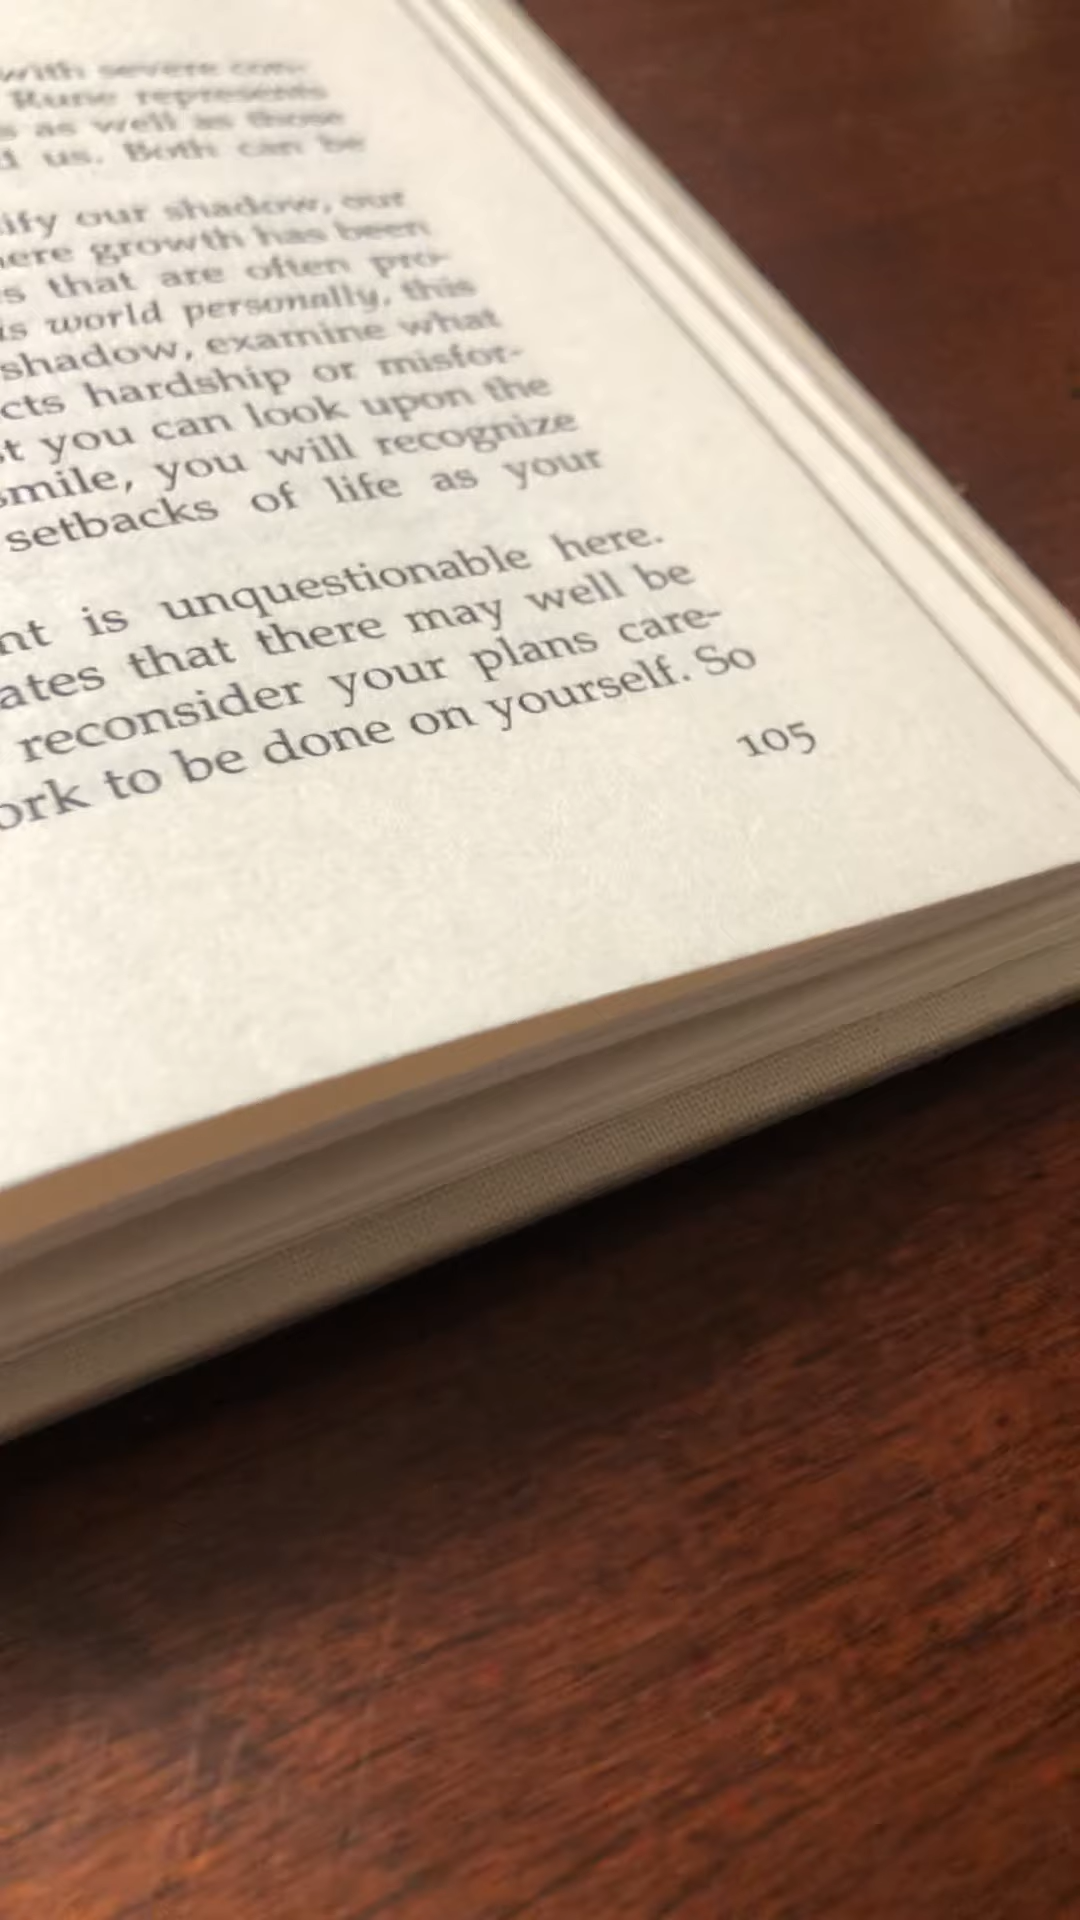 with severe con-
Rune represents
s as well as those
d us. Both can be
ify our shadow, our
here growth has been
s that are often pro-
is world personally, this
shadow, examine what
cts hardship or misfor-
st you can look upon the
smile, you will recognize
setbacks of life as your
nt is unquestionable here.
ates that there may well be
reconsider your plans care-
ork to be done on yourself. So
105